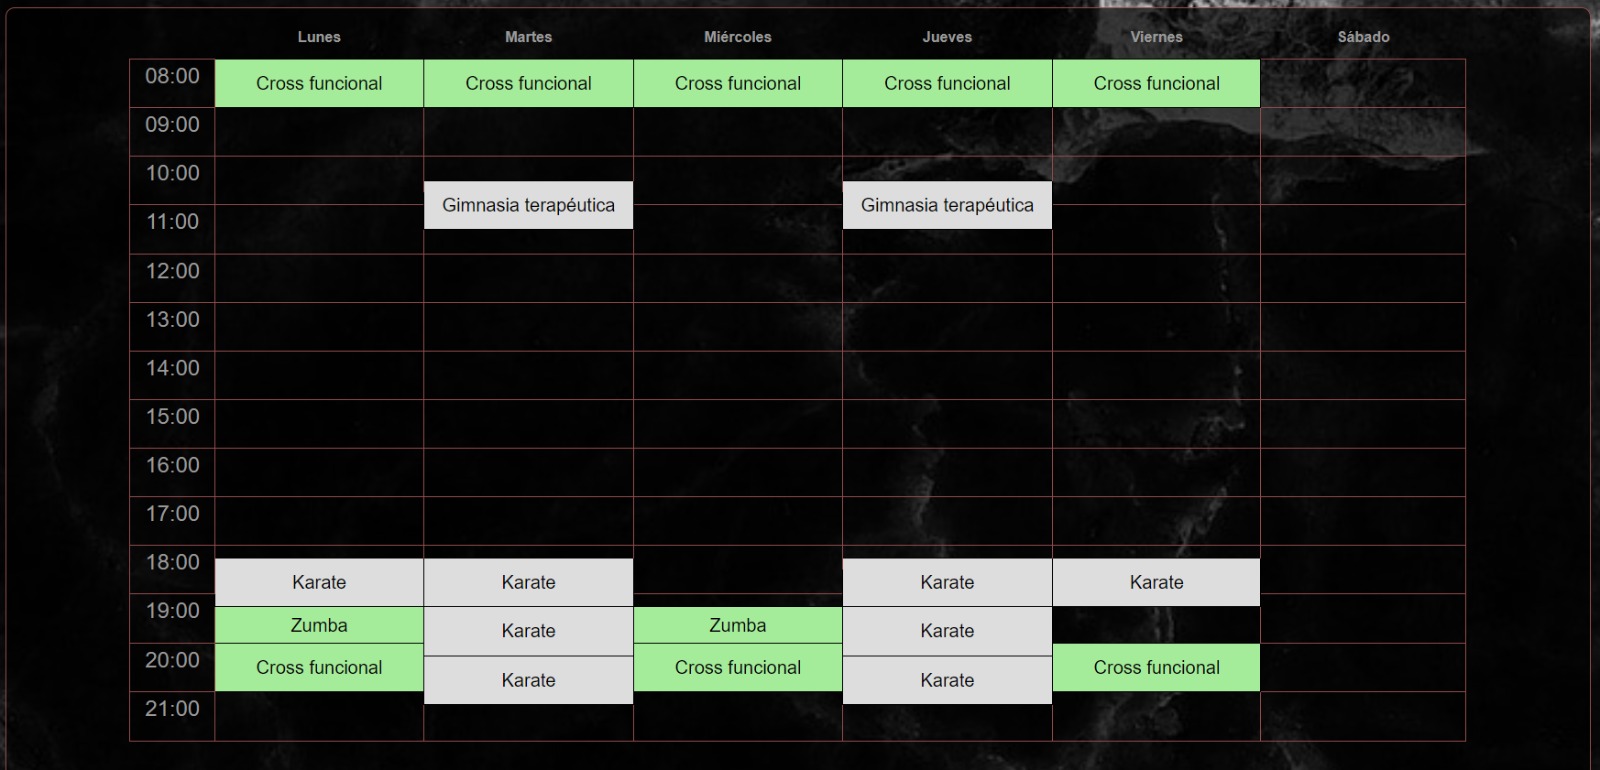 Lunes Martes Miércoles Jueves Viernes Sábado
08:00 Cross funcional Cross funcional Cross funcional Cross funcional Cross funcional
09:00
10:00
Gimnasia terapéutica Gimnasia terapéutica
11:00
12:00
13:00
14:00
15:00
16:00
17:00
18:00
Karate Karate Karate Karate
19:00
Zumba Karate Zumba Karate
20:00
Cross funcional Karate Cross funcional Karate Cross funcional
21:00